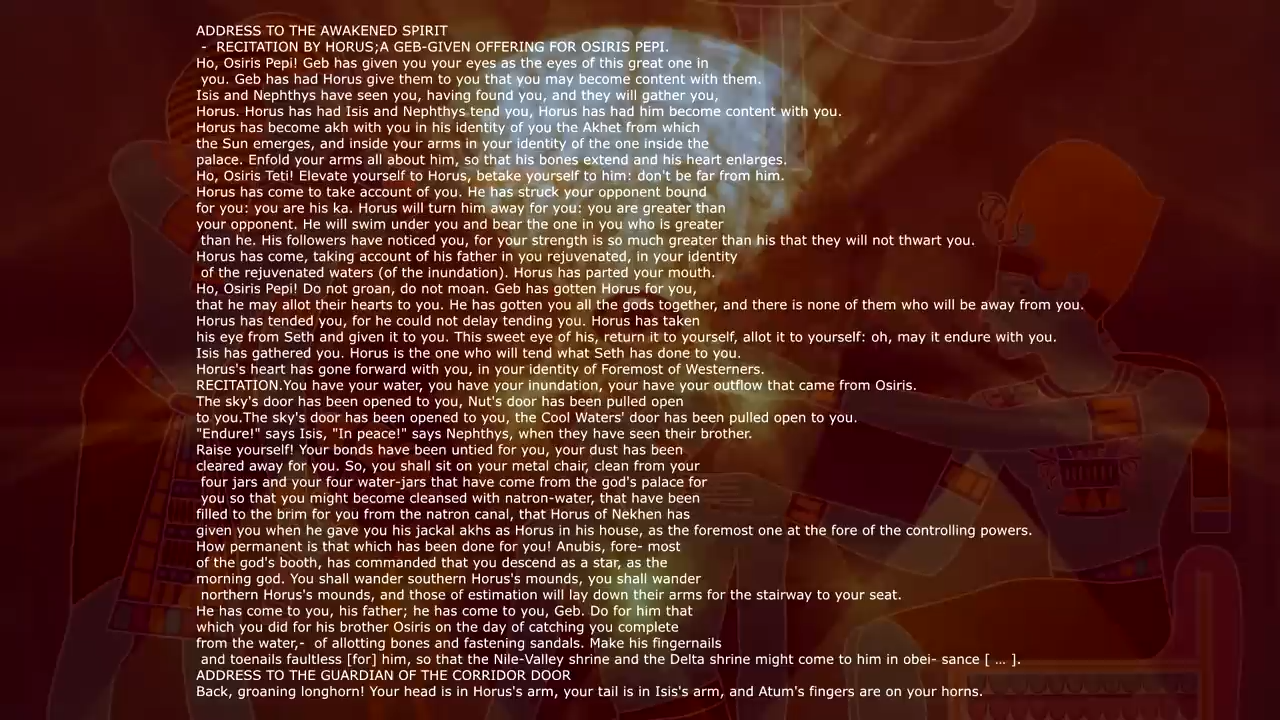 ADDRESS TO THE AWAKENED SPIRIT
- RECITATION BY HORUS;A GEB-GIVEN OFFERING FOR OSIRIS PEPI.
Ho, Osiris Pepi! Geb has given you your eyes as the eyes of this great one in
you. Geb has had Horus give them to you that you may become content with them.
Isis and Nephthys have seen you, having found you, and they will gather you,
Horus. Horus has had Isis and Nephthys tend you, Horus has had him become content with you.
Horus has become akh with you in his identity of you the Akhet from which
the Sun emerges, and inside your arms in your identity of the one inside the
palace. Enfold your arms all about him, so that his bones extend and his heart enlarges.
Ho, Osiris Teti! Elevate yourself to Horus, betake yourself to him: don't be far from him.
Horus has come to take account of you. He has struck your opponent bound
for you: you are his ka. Horus will turn him away for you: you are greater than
your opponent. He will swim under you and bear the one in you who is greater
than he. His followers have noticed you, for your strength is so much greater than his that they will not thwart you.
Horus has come, taking account of his father in you rejuvenated, in your identity
of the rejuvenated waters (of the inundation). Horus has parted your mouth.
Ho, Osiris Pepi! Do not groan, do not moan. Geb has gotten Horus for you,
that he may allot their hearts to you. He has gotten you all the gods together, and there is none of them who will be away from you.
Horus has tended you, for he could not delay tending you. Horus has taken
his eye from Seth and given it to you. This sweet eye of his, return it to yourself, allot it to yourself: oh, may it endure with you.
Isis has gathered you. Horus is the one who will tend what Seth has done to you.
Horus's heart has gone forward with you, in your identity of Foremost of Westerners.
RECITATION.You have your water, you have your inundation, your have your outflow that came from Osiris.
The sky's door has been opened to you, Nut's door has been pulled open
to you.The sky's door has been opened to you, the Cool Waters' door has been pulled open to you.
"Endure!" says Isis, "In peace!" says Nephthys, when they have seen their brother.
Raise yourself! Your bonds have been untied for you, your dust has been
cleared away for you. So, you shall sit on your metal chair, clean from your
four jars and your four water-jars that have come from the god's palace for
you so that you might become cleansed with natron-water, that have been
filled to the brim for you from the natron canal, that Horus of Nekhen has
given you when he gave you his jackal akhs as Horus in his house, as the foremost one at the fore of the controlling powers.
How permanent is that which has been done for you! Anubis, fore- most
of the god's booth, has commanded that you descend as a star, as the
morning god. You shall wander southern Horus's mounds, you shall wander
northern Horus's mounds, and those of estimation will lay down their arms for the stairway to your seat.
He has come to you, his father; he has come to you, Geb. Do for him that
which you did for his brother Osiris on the day of catching you complete
from the water,- of allotting bones and fastening sandals. Make his fingernails
and toenails faultless [for] him, so that the Nile-Valley shrine and the Delta shrine might come to him in obei- sance [ ... ].
ADDRESS TO THE GUARDIAN OF THE CORRIDOR DOOR
Back, groaning longhorn! Your head is in Horus's arm, your tail is in Isis's arm, and Atum's fingers are on your horns.